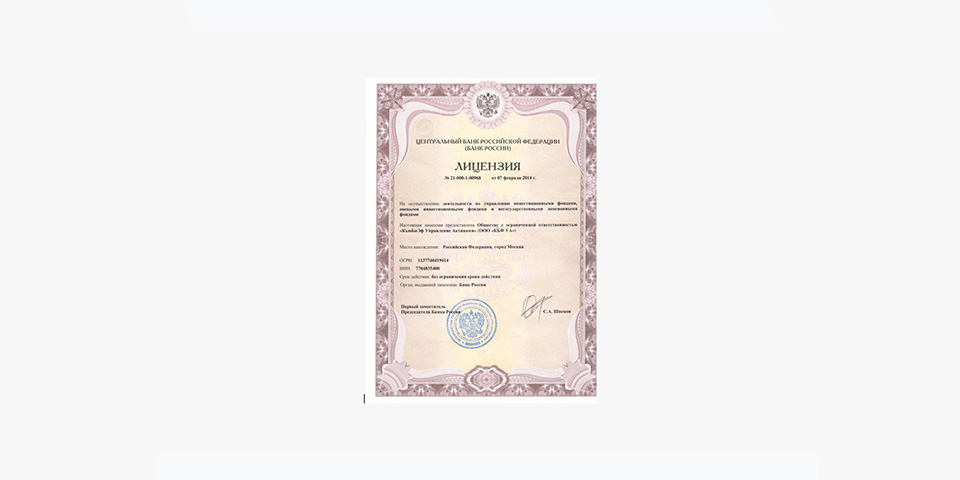 ЦЕНТРАЛЬНЫЙ БАНК РОССИЙСКОЙ ФЕДЕРАЦИИ
(БАНК РОССИИ)
ЛИЦЕНЗИЯ
№ 21-000-1-00968 от 07 февраля 2014 г.
На осуществление деятельности по управлению инвестиционными фондами,
паевыми инвестиционными фондами и негосударственными пенсионными
фондами
Настоящая лицензия предоставлена Обществу с ограниченной ответственностью
«КьюБиЭф Управление Активами» (ООО «КБФ УА»)
Место нахождения: Российская Федерация, город Москва
ОГРН: 1137746419414
ИНН: 7704835400
Срок действия: без ограничения срока действия
Орган, выдавший лицензию: Банк России
Первый заместитель
Председателя Банка России С.А. Швецов